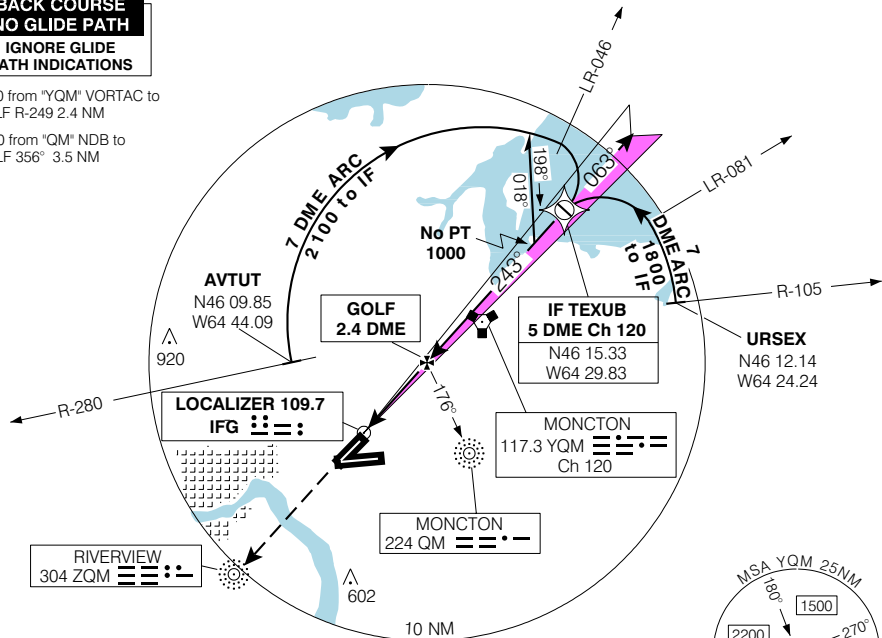 BACK COURSE
NO GLIDE PATH
IGNORE GLIDE
ATH INDICATIONS
0 from "YQM" VORTAC to
LF R-249 2.4 NM
0 from "QM" NDB to
LF 356° 3.5 NM
LR-046
7 DME ARC
2100 to IF
198°
018°
063°
LR-081
No PT
1000
243°
7
DME ARC
1800
to IF
AVTUT
N46 09.85
W64 44.09
GOLF
2.4 DME
IF TEXUB
5 DME Ch 120
N46 15.33
W64 29.83
R-105
URSEX
N46 12.14
W64 24.24
920
R-280
LOCALIZER 109.7
IFG
176°
MONCTON
117.3 YQM
Ch 120
MONCTON
224 QM
RIVERVIEW
304 ZQM
602
10 NM
MSA YQM 25NM
180°
1500
2200
270°